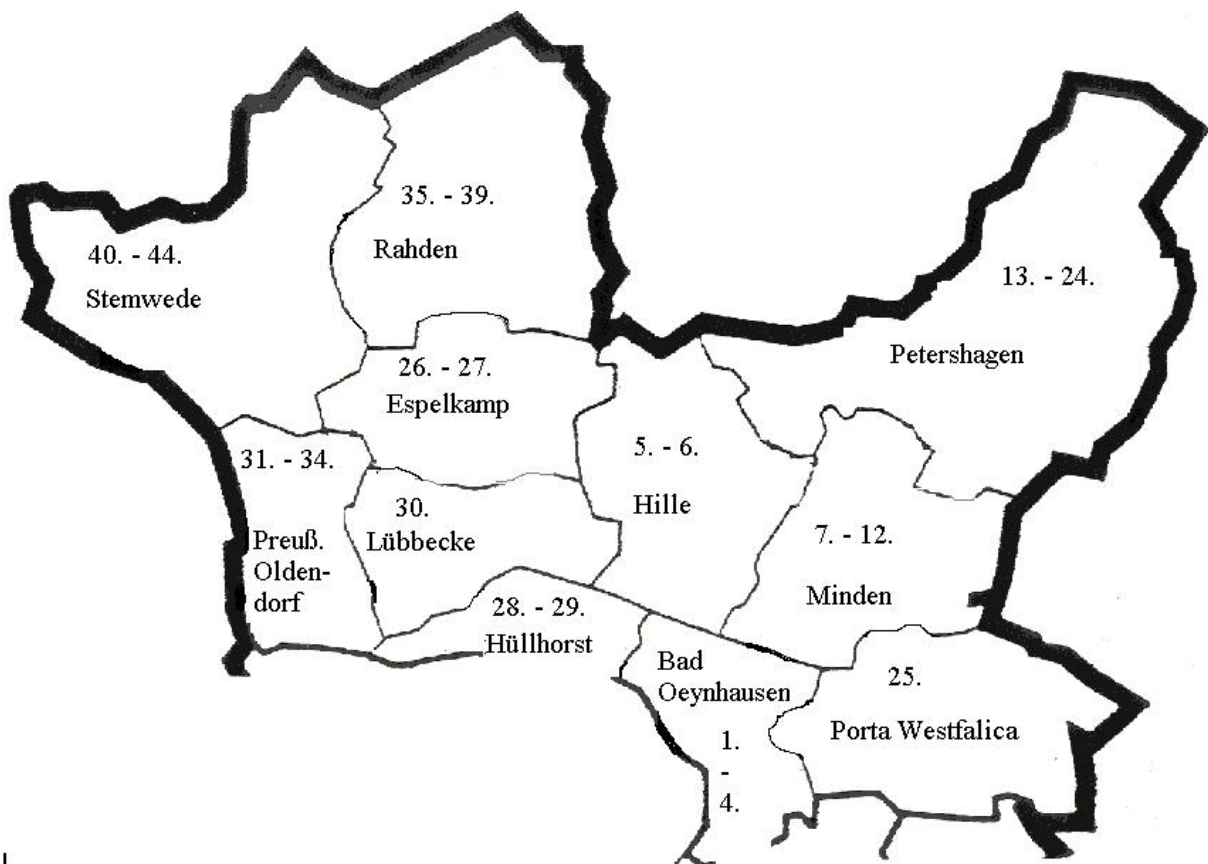 35. - 39.
Rahden
40. - 44.
Stemwede
13. - 24.
Petershagen
26. - 27.
Espelkamp
31. - 34.
Preuß.
Olden-
dorf
30.
Lübbecke
5. - 6.
Hille
7. - 12.
Minden
28. - 29.
Hüllhorst
Bad
Oeynhausen
1.
-
4.
25.
Porta Westfalica